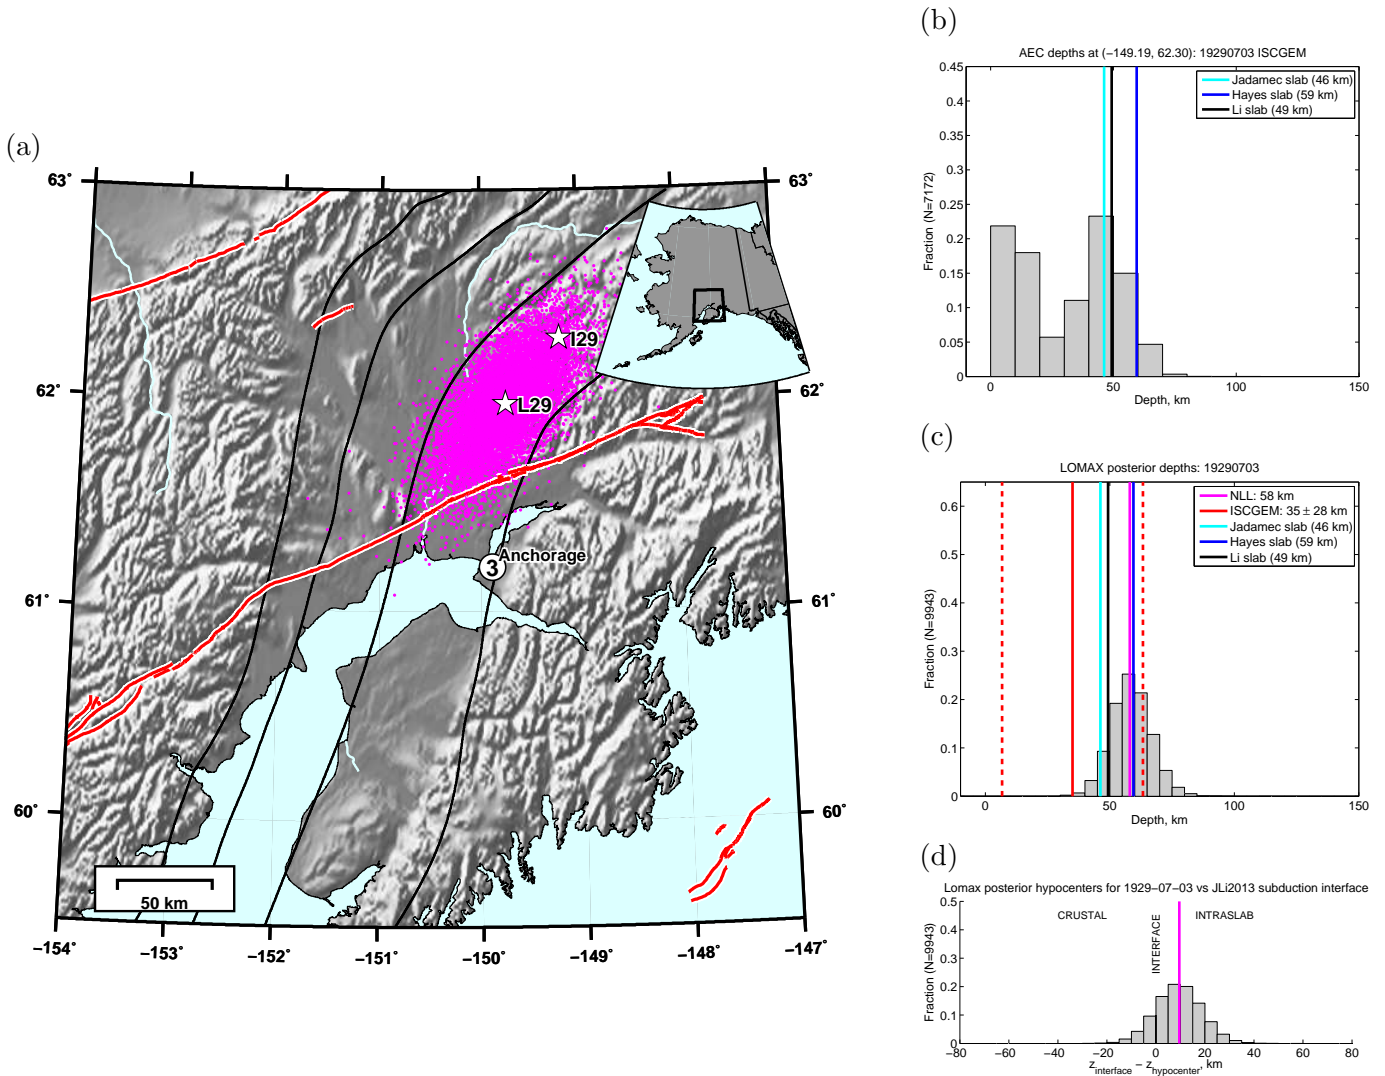 (a)
63°
63°
62°
62°
61°
61°
60°
60°
I29
L29
Anchorage
3
50 km
−154°
−153°
−152°
−151°
−150°
−149°
−148°
−147°
(b)
AEC depths at (−149.19, 62.30): 19290703 ISCGEM
Jadamec slab (46 km)
Hayes slab (59 km)
Li slab (49 km)
Fraction (N=7172)
0.45
0.4
0.35
0.3
0.25
0.2
0.15
0.1
0.05
0
0 50 100 150
Depth, km
(c)
LOMAX posterior depths: 19290703
NLL: 58 km
ISCGEM: 35 ± 28 km
Jadamec slab (46 km)
Hayes slab (59 km)
Li slab (49 km)
Fraction (N=9943)
0.6
0.5
0.4
0.3
0.2
0.1
0
0 50 100 150
Depth, km
(d)
Lomax posterior hypocenters for 1929−07−03 vs JLi2013 subduction interface
CRUSTAL
INTERFACE
INTRASLAB
Fraction (N=9943)
0.5
0.4
0.3
0.2
0.1
0
−80 −60 −40 −20 0 20 40 60 80
z_interface − z_hypocenter, km